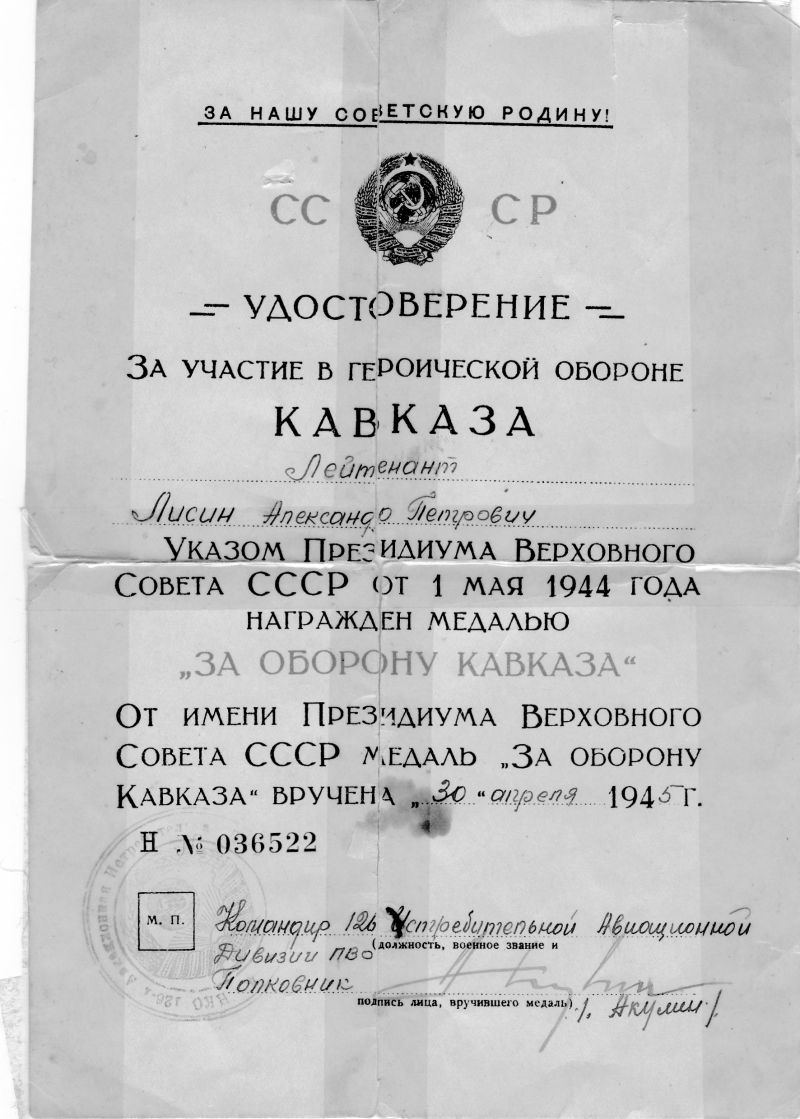 ЗА НАШУ СОВЕТСКУЮ РОДИНУ!
СССР
УДОСТОВЕРЕНИЕ
ЗА УЧАСТИЕ В ГЕРОИЧЕСКОЙ ОБОРОНЕ
КАВКАЗА
Лейтенант
Лисин Александр Петрович
УКАЗОМ ПРЕЗИДИУМА ВЕРХОВНОГО
СОВЕТА СССР ОТ 1 МАЯ 1944 ГОДА
НАГРАЖДЕН МЕДАЛЬЮ
„ЗА ОБОРОНУ КАВКАЗА“
ОТ ИМЕНИ ПРЕЗИДИУМА ВЕРХОВНОГО
СОВЕТА СССР МЕДАЛЬ „ЗА ОБОРОНУ
КАВКАЗА“ ВРУЧЕНА „30“ апреля 1945 Г.
Н № 036522
М. П.
Командир 126 Истребительной Авиационной
(должность, военное звание и
Дивизии ПВО
Полковник
подпись лица, вручившего медаль)
/Акулин/